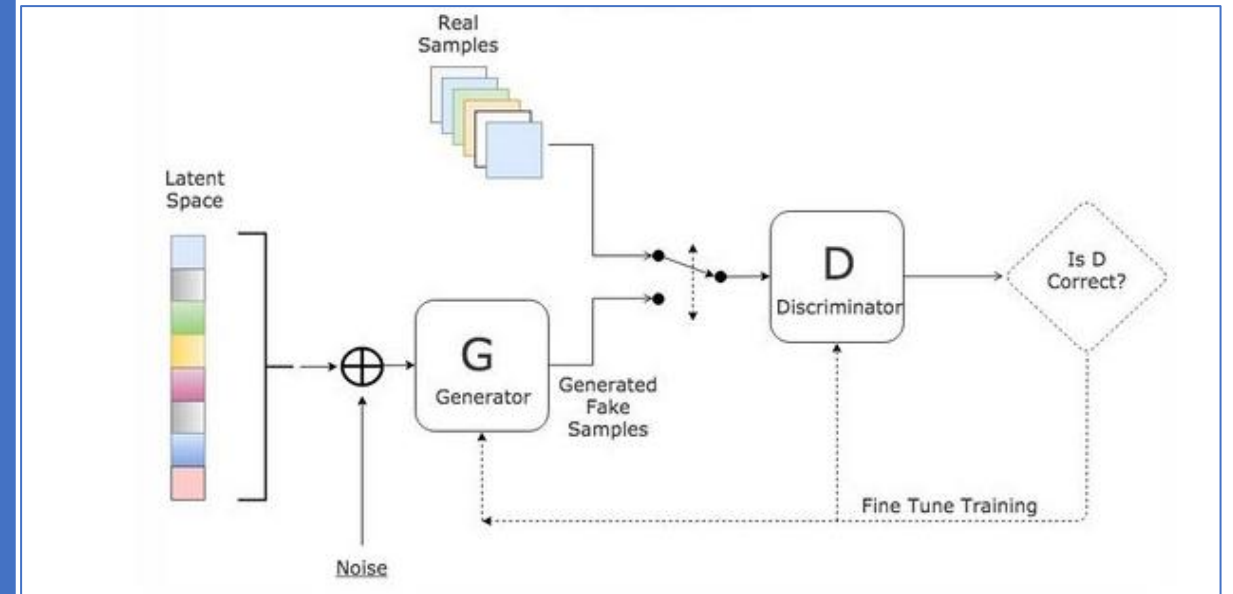 Real
Samples
Latent
Space
G
Generator
Generated
Fake
Samples
D
Discriminator
Is D
Correct?
Fine Tune Training
Noise